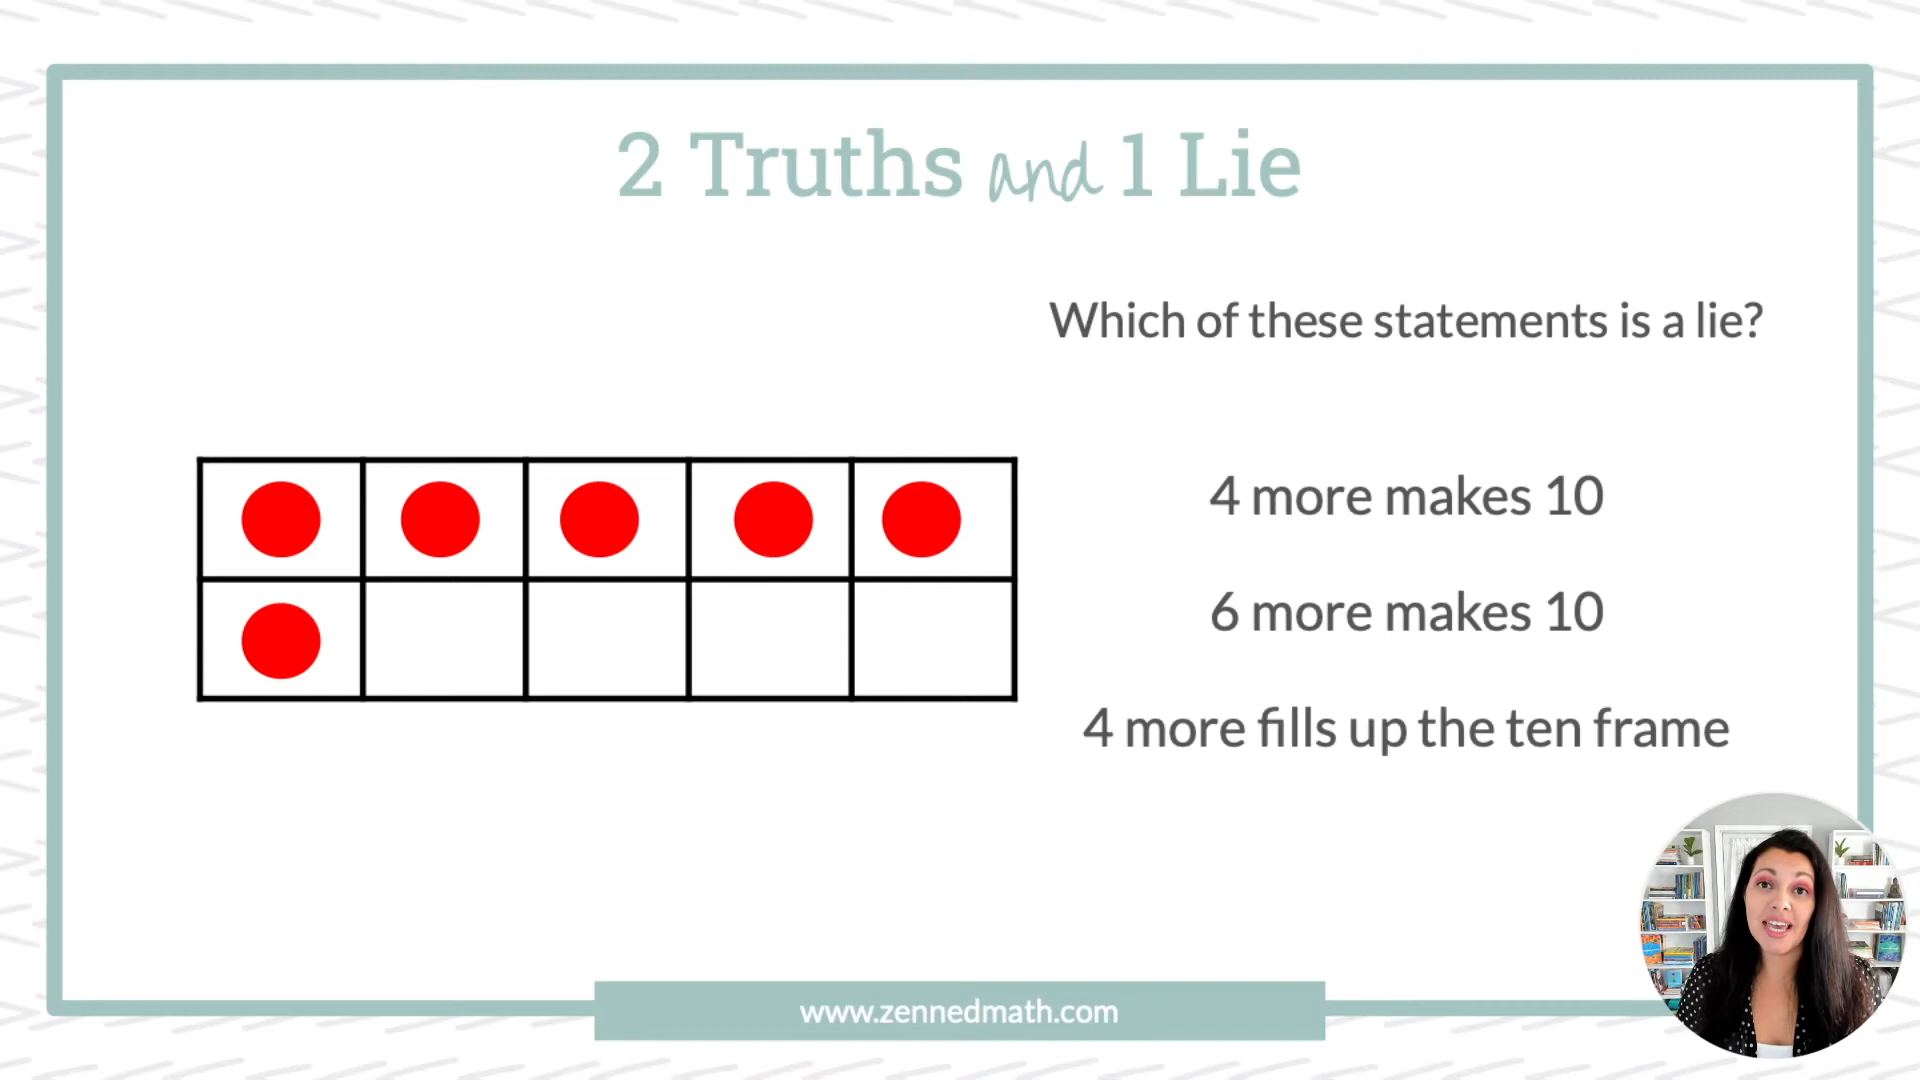 2 Truths and 1 Lie
Which of these statements is a lie?
4 more makes 10
6 more makes 10
4 more fills up the ten frame
www.zennedmath.com